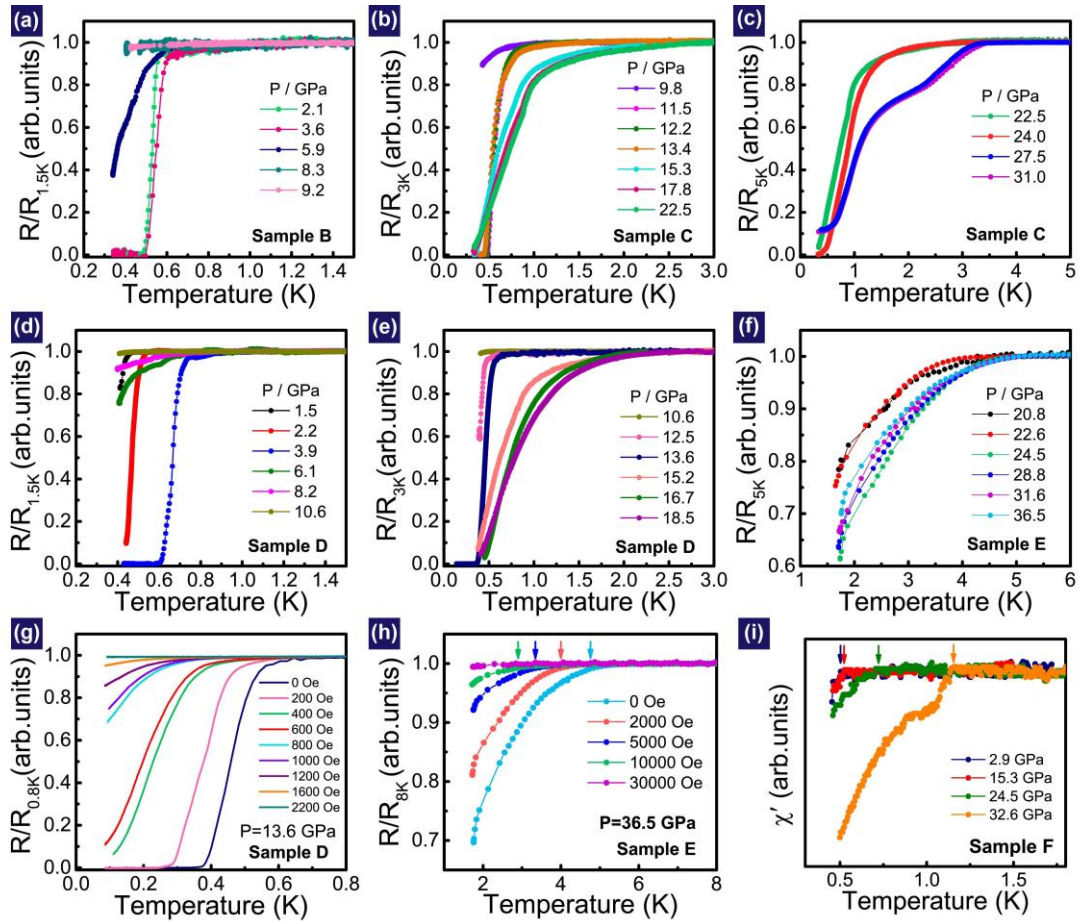 (a)
1.0
0.8
0.6
0.4
0.2
0.0
R/R1.5K(arb.units)
P / GPa
2.1
3.6
5.9
8.3
9.2
Sample B
0.2 0.4 0.6 0.8 1.0 1.2 1.4
Temperature (K)
(b)
1.0
0.8
0.6
0.4
0.2
0.0
R/R3K(arb.units)
P / GPa
9.8
11.5
12.2
13.4
15.3
17.8
22.5
Sample C
0.0 0.5 1.0 1.5 2.0 2.5 3.0
Temperature (K)
(c)
1.0
0.8
0.6
0.4
0.2
0.0
R/R5K(arb.units)
P / GPa
22.5
24.0
27.5
31.0
Sample C
0 1 2 3 4 5
Temperature (K)
(d)
1.0
0.8
0.6
0.4
0.2
0.0
R/R1.5K(arb.units)
P / GPa
1.5
2.2
3.9
6.1
8.2
10.6
Sample D
0.2 0.4 0.6 0.8 1.0 1.2 1.4
Temperature (K)
(e)
1.0
0.8
0.6
0.4
0.2
0.0
R/R3K(arb.units)
P / GPa
10.6
12.5
13.6
15.2
16.7
18.5
Sample D
0.0 0.5 1.0 1.5 2.0 2.5 3.0
Temperature (K)
(f)
1.0
0.9
0.8
0.7
0.6
R/R5K(arb.units)
P / GPa
20.8
22.6
24.5
28.8
31.6
36.5
Sample E
1 2 3 4 5 6
Temperature (K)
(g)
1.0
0.8
0.6
0.4
0.2
0.0
R/R0.8K(arb.units)
0 Oe
200 Oe
400 Oe
600 Oe
800 Oe
1000 Oe
1200 Oe
1600 Oe
2200 Oe
P=13.6 GPa
Sample D
0.0 0.2 0.4 0.6 0.8
Temperature (K)
(h)
1.0
0.9
0.8
0.7
R/R8K(arb.units)
0 Oe
2000 Oe
5000 Oe
10000 Oe
30000 Oe
P=36.5 GPa
Sample E
2 4 6 8
Temperature (K)
(i)
χ' (arb.units)
2.9 GPa
15.3 GPa
24.5 GPa
32.6 GPa
Sample F
0.5 1.0 1.5
Temperature (K)